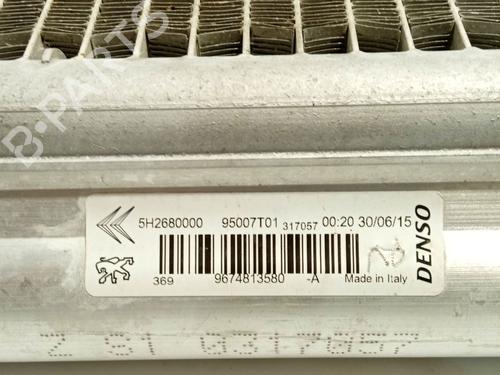 B-PARTS
5H2680000 95007T01 317057 00:20 30/06/15
369 9674813580 -A Made in Italy
DENSO